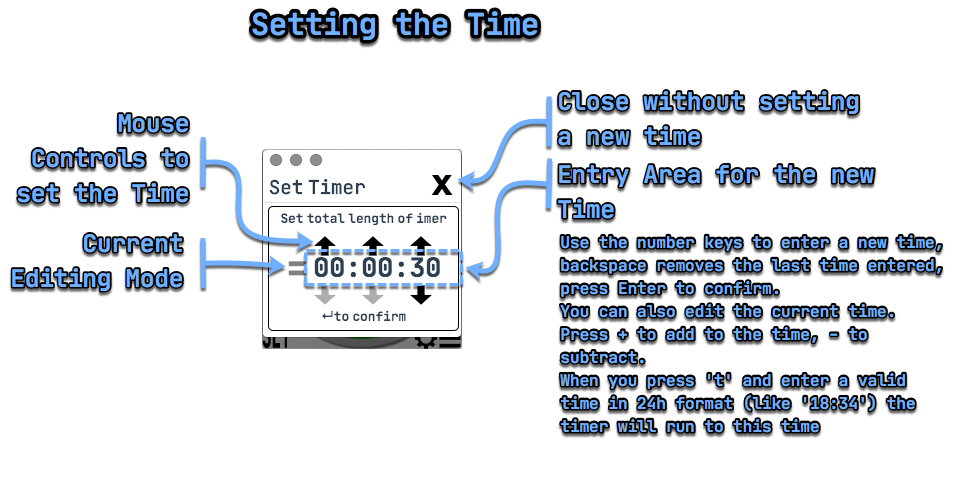 Setting the Time
Mouse
Controls to
set the Time
Current
Editing Mode
Set Timer
X
Set total length of imer
=
00:00:30
↵to confirm
SET
Close without setting
a new time
Entry Area for the new
Time
Use the number keys to enter a new time,
backspace removes the last time entered,
press Enter to confirm.
You can also edit the current time.
Press + to add to the time, - to
subtract.
When you press 't' and enter a valid
time in 24h format (like '18:34') the
timer will run to this time